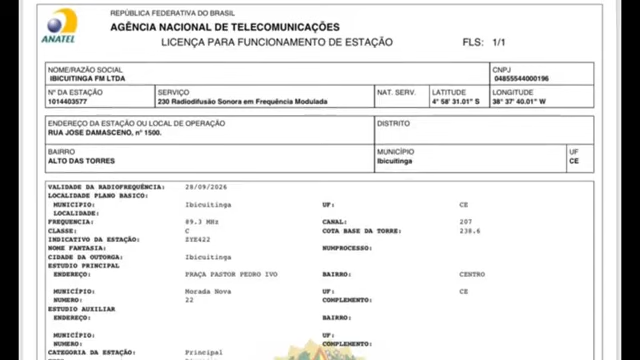 ANATEL
REPÚBLICA FEDERATIVA DO BRASIL
AGÊNCIA NACIONAL DE TELECOMUNICAÇÕES
LICENÇA PARA FUNCIONAMENTO DE ESTAÇÃO FLS: 1/1
NOME/RAZÃO SOCIAL CNPJ
IBICUITINGA FM LTDA 04855544000196
Nº DA ESTAÇÃO SERVIÇO NAT. SERV. LATITUDE LONGITUDE
1014403577 230 Radiodifusão Sonora em Frequência Modulada 4° 58' 31.01" S 38° 37' 40.01" W
ENDEREÇO DA ESTAÇÃO OU LOCAL DE OPERAÇÃO DISTRITO
RUA JOSE DAMASCENO, nº 1500.
BAIRRO MUNICÍPIO UF
ALTO DAS TORRES Ibicuitinga CE
VALIDADE DA RADIOFREQUÊNCIA: 28/09/2026
LOCALIDADE PLANO BASICO:
MUNICIPIO: Ibicuitinga UF: CE
LOCALIDADE:
FREQUENCIA: 89.3 MHz CANAL: 207
CLASSE: C COTA BASE DA TORRE: 238.6
INDICATIVO DA ESTAÇÃO: ZYE422
NOME FANTASIA: NUMPROCESSO:
CIDADE DA OUTORGA: Ibicuitinga
ESTUDIO PRINCIPAL
ENDEREÇO: PRAÇA PASTOR PEDRO IVO BAIRRO: CENTRO
MUNICÍPIO: Morada Nova UF: CE
NUMERO: 22 COMPLEMENTO:
ESTUDIO AUXILIAR
ENDEREÇO: BAIRRO:
MUNICÍPIO: UF:
NUMERO: COMPLEMENTO:
CATEGORIA DA ESTAÇÃO: Principal